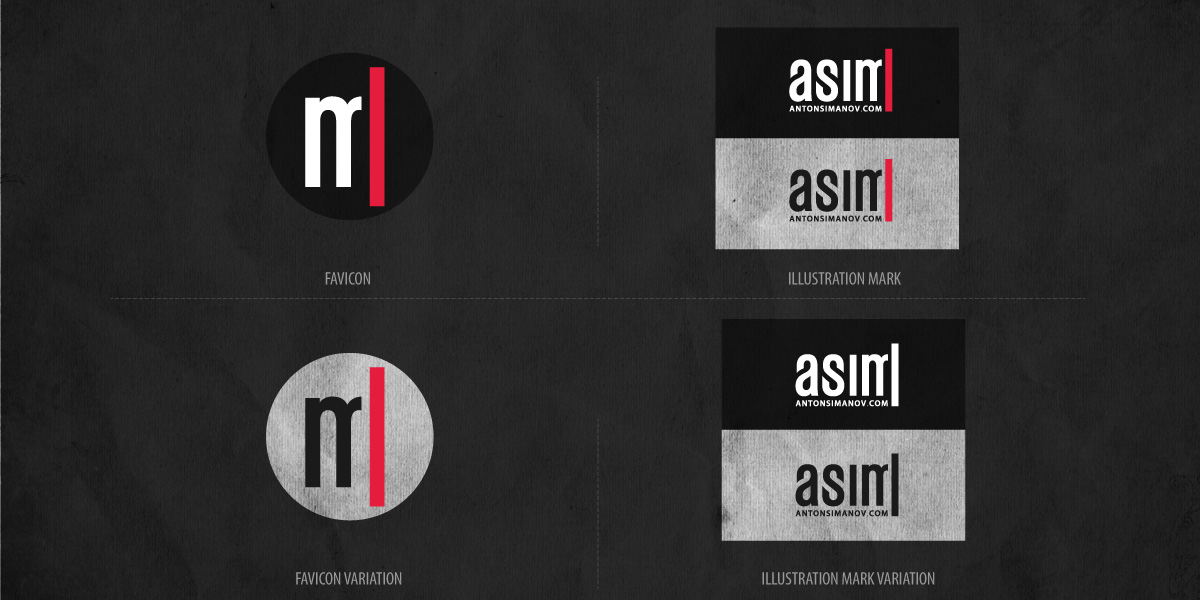 m
asim
ANTONSIMANOV.COM
asim
ANTONSIMANOV.COM
FAVICON
ILLUSTRATION MARK
m
asim
ANTONSIMANOV.COM
asim
ANTONSIMANOV.COM
FAVICON VARIATION
ILLUSTRATION MARK VARIATION